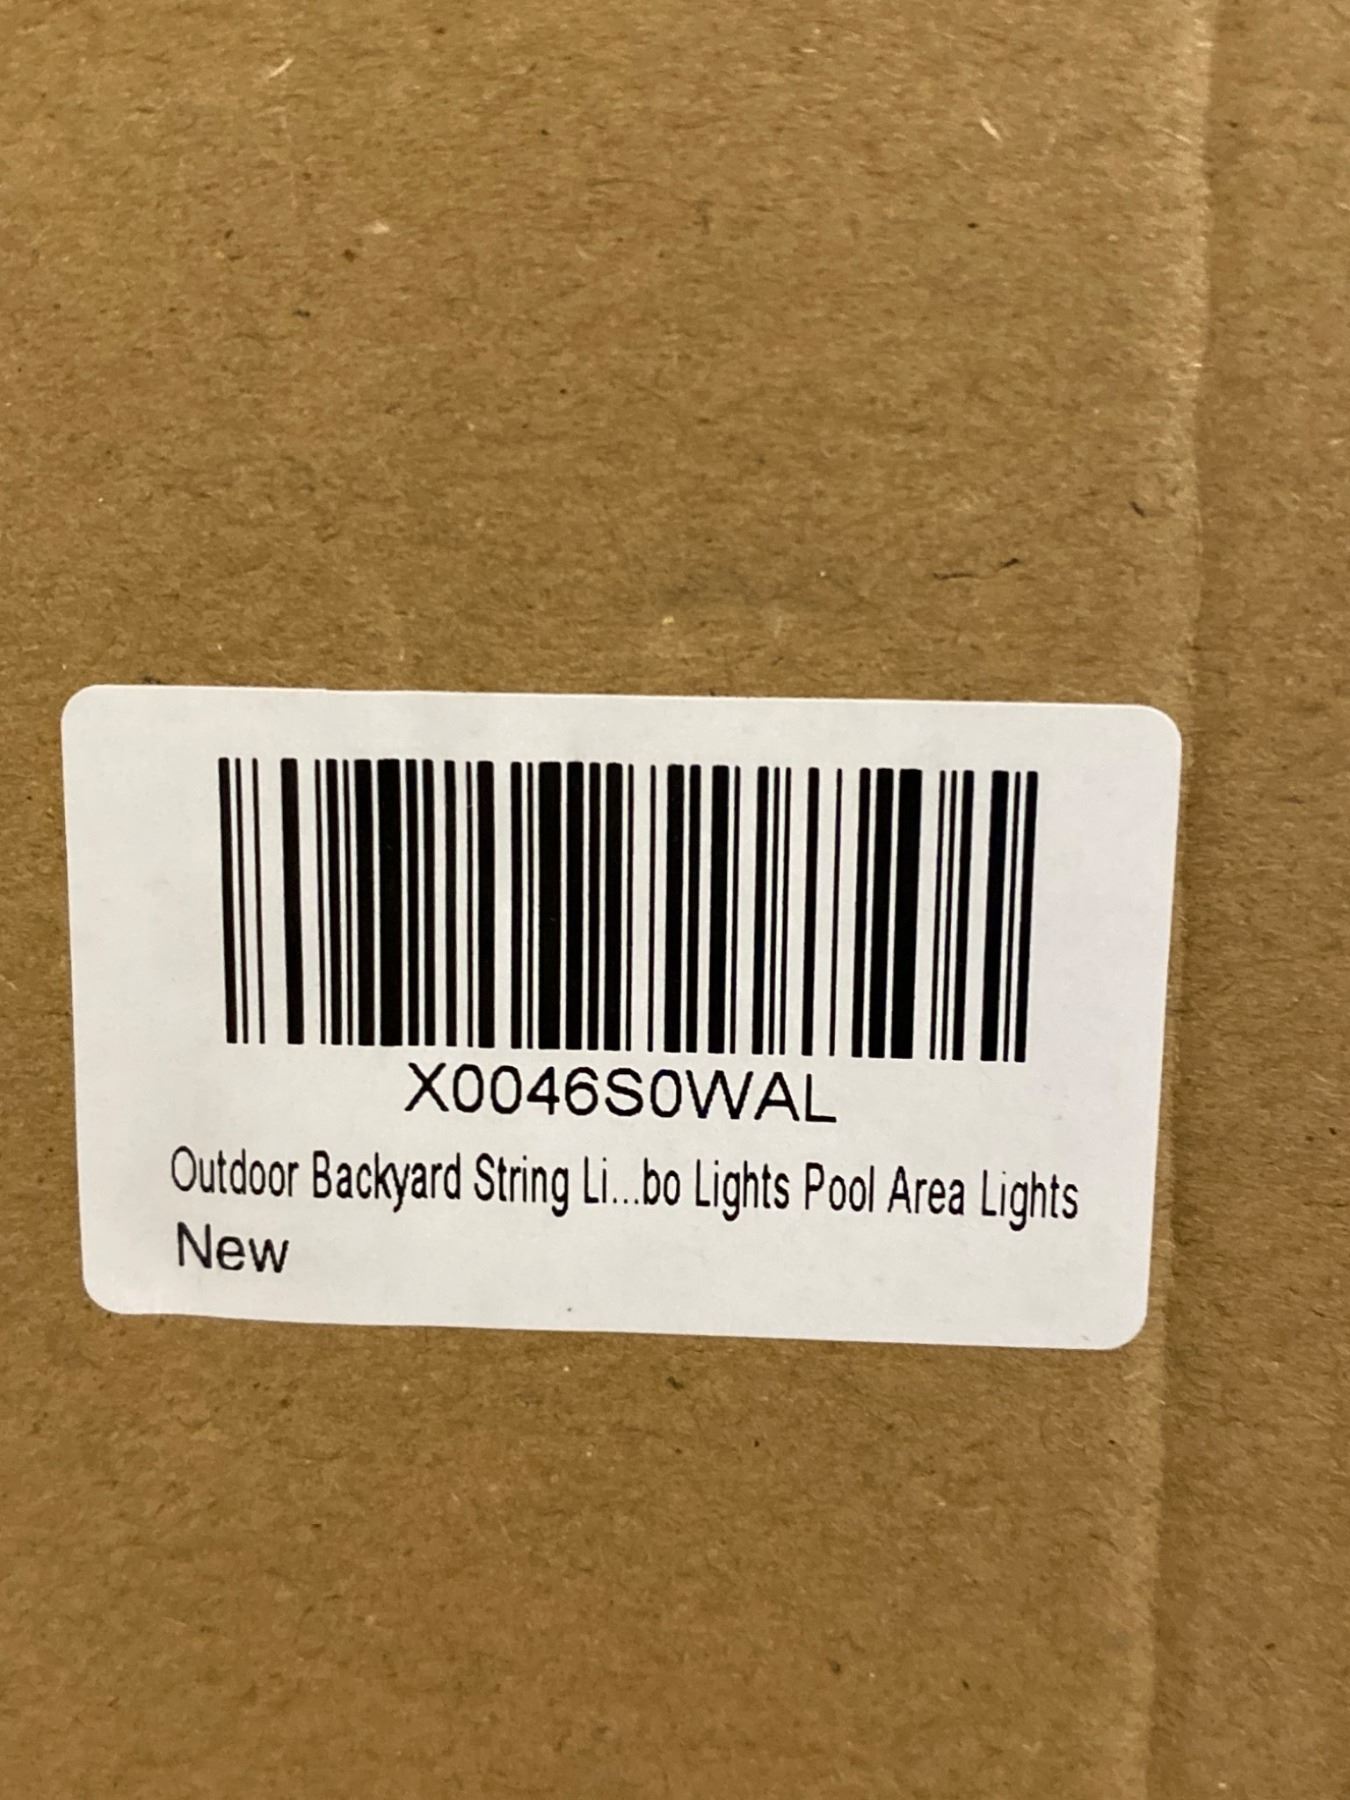 X0046S0WAL
Outdoor Backyard String Li...bo Lights Pool Area Lights
New